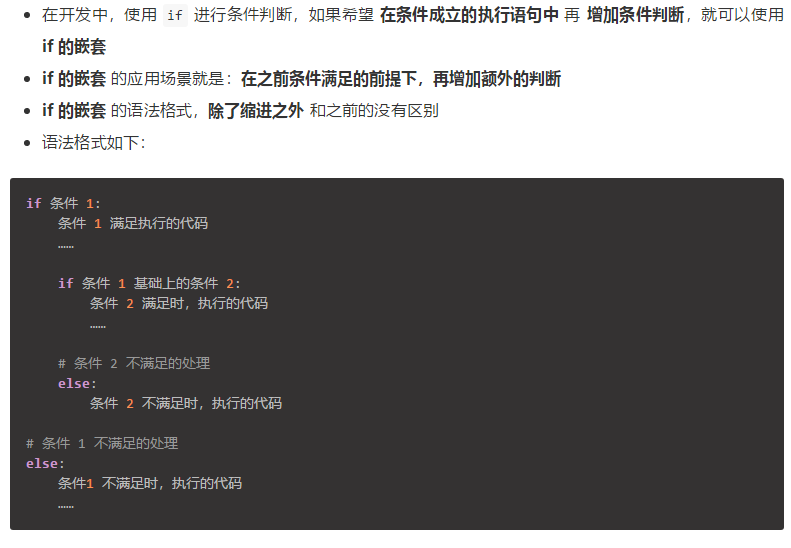 在开发中，使用 if 进行条件判断，如果希望 在条件成立的执行语句中 再 增加条件判断，就可以使用
if 的嵌套
if 的嵌套 的应用场景就是：在之前条件满足的前提下，再增加额外的判断
if 的嵌套 的语法格式，除了缩进之外 和之前的没有区别
语法格式如下：
if 条件 1:
    条件 1 满足执行的代码
    ……
    if 条件 1 基础上的条件 2:
        条件 2 满足时，执行的代码
        ……
    # 条件 2 不满足的处理
    else:
        条件 2 不满足时，执行的代码
# 条件 1 不满足的处理
else:
    条件1 不满足时，执行的代码
    ……